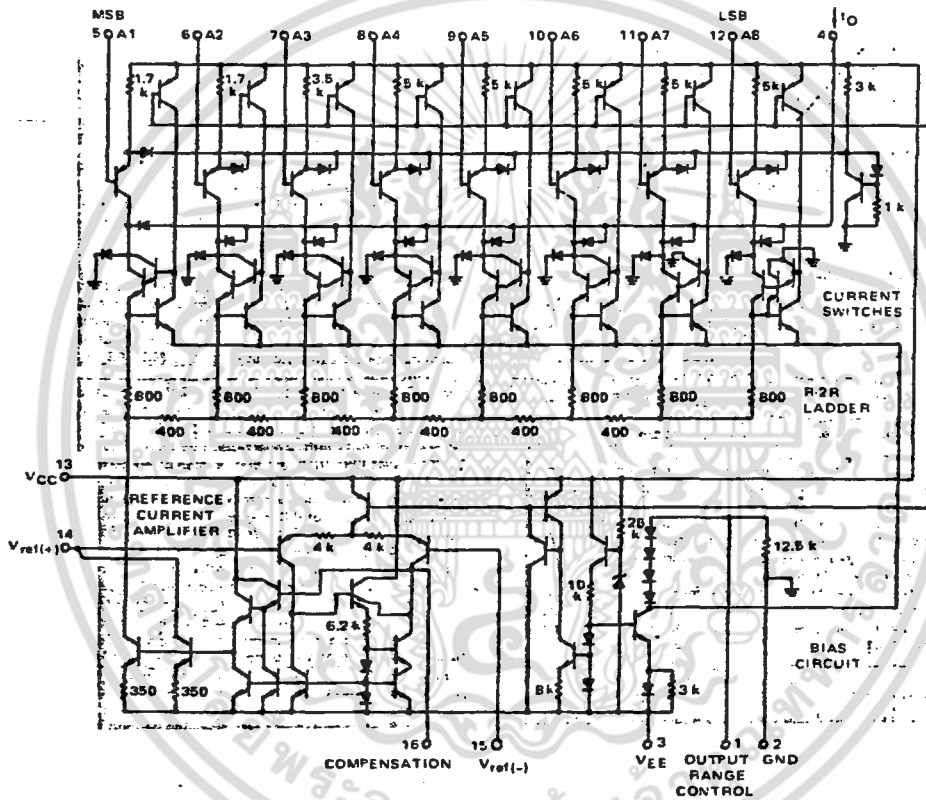 MSB
LSB
IO
5 A1
6 A2
7 A3
8 A4
9 A5
10 A6
11 A7
12 A8
4
1.7 k
1.7 k
3.5 k
5 k
5 k
5 k
5 k
5k
3 k
1 k
CURRENT SWITCHES
800
800
800
800
800
800
800
800
R-2R LADDER
400
400
400
400
400
400
400
VCC 13
REFERENCE CURRENT AMPLIFIER
14
Vref(+)
4 k
4 k
28 k
12.5 k
10 k
6.2 k
BIAS CIRCUIT
350
350
8k
3 k
16
15
3
1
2
COMPENSATION
Vref(-)
VEE
OUTPUT RANGE CONTROL
GND